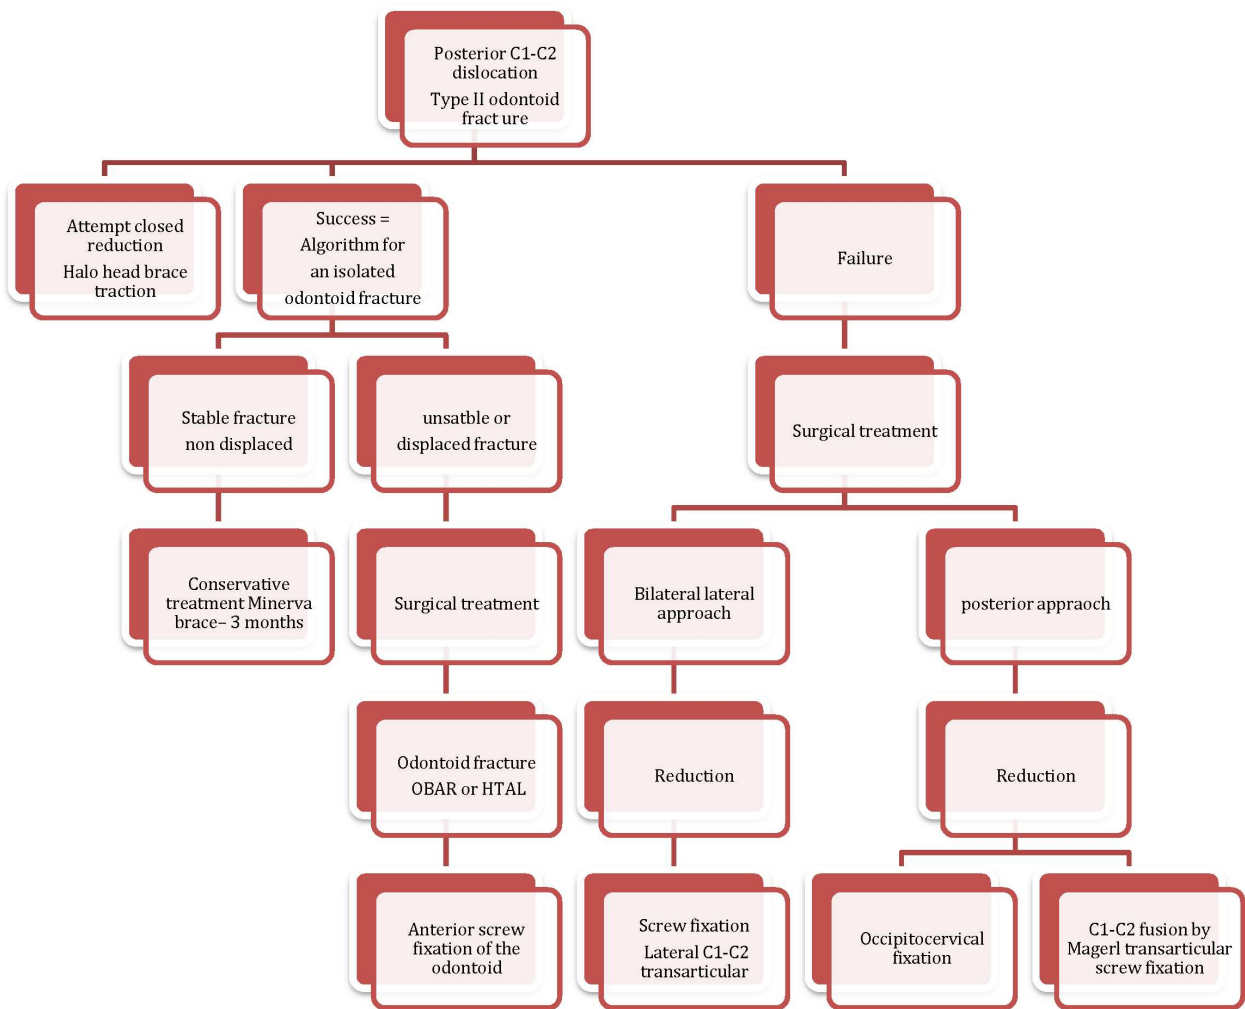 Posterior C1-C2
dislocation
Type II odontoid
fract ure
Attempt closed
reduction
Halo head brace
traction
Success =
Algorithm for
an isolated
odontoid fracture
Failure
Stable fracture
non displaced
unsatble or
displaced fracture
Surgical treatment
Conservative
treatment Minerva
brace– 3 months
Surgical treatment
Bilateral lateral
approach
posterior appraoch
Odontoid fracture
OBAR or HTAL
Reduction
Reduction
Anterior screw
fixation of the
odontoid
Screw fixation
Lateral C1-C2
transarticular
Occipitocervical
fixation
C1-C2 fusion by
Magerl transarticular
screw fixation